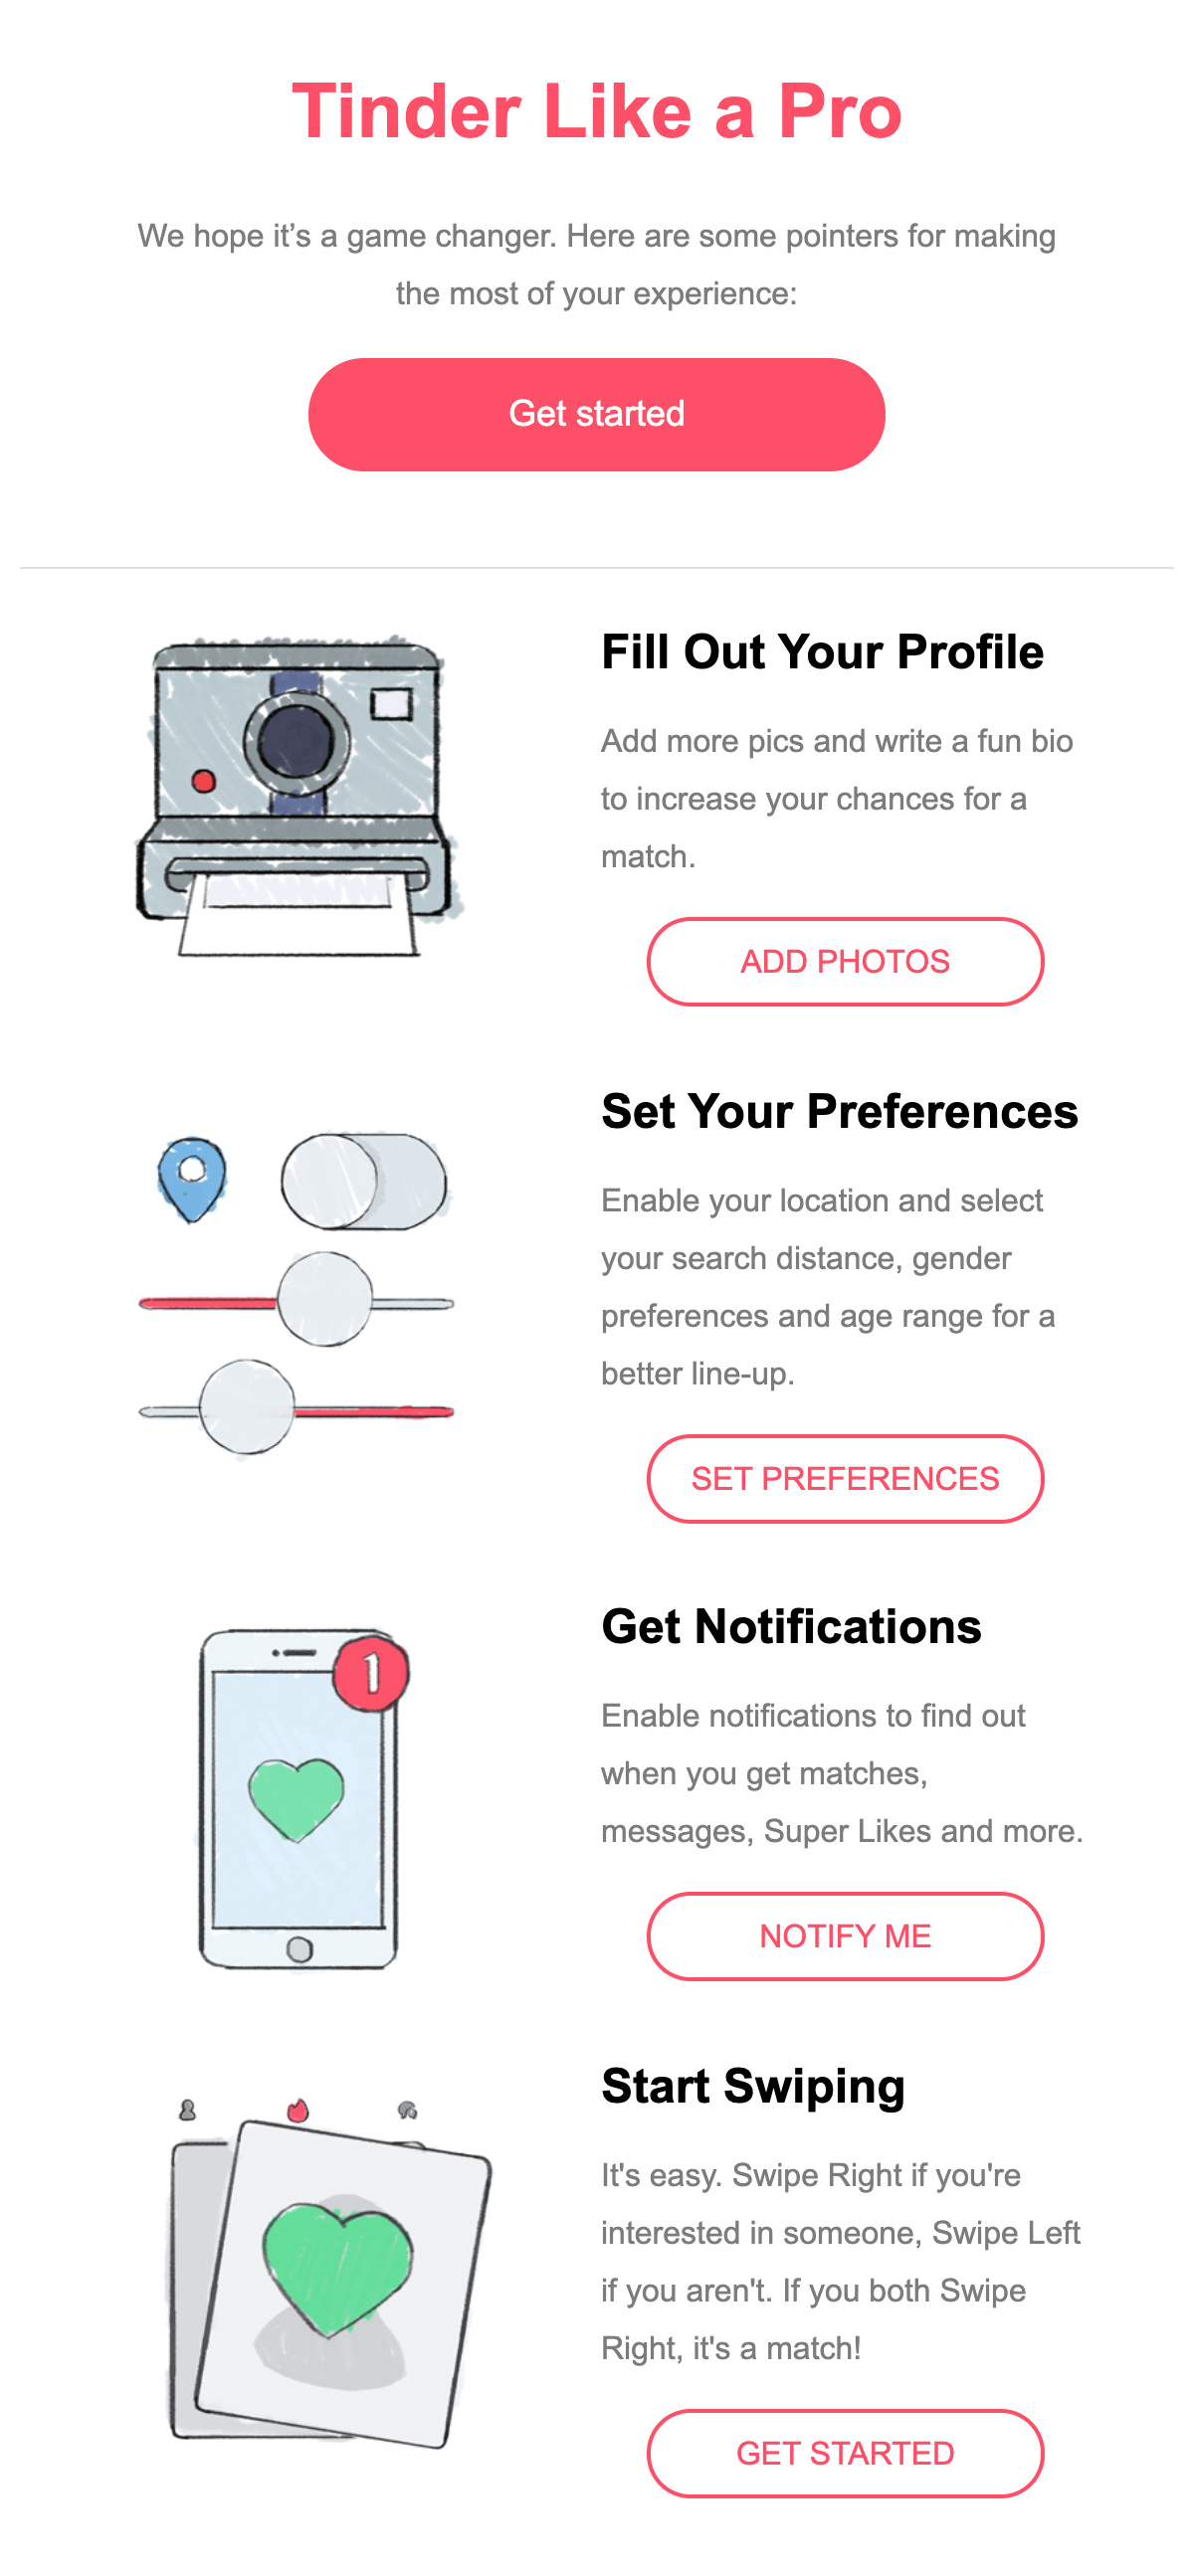 Tinder Like a Pro
We hope it’s a game changer. Here are some pointers for making
the most of your experience:
Get started
Fill Out Your Profile
Add more pics and write a fun bio
to increase your chances for a
match.
ADD PHOTOS
Set Your Preferences
Enable your location and select
your search distance, gender
preferences and age range for a
better line-up.
SET PREFERENCES
1
Get Notifications
Enable notifications to find out
when you get matches,
messages, Super Likes and more.
NOTIFY ME
Start Swiping
It's easy. Swipe Right if you're
interested in someone, Swipe Left
if you aren't. If you both Swipe
Right, it's a match!
GET STARTED